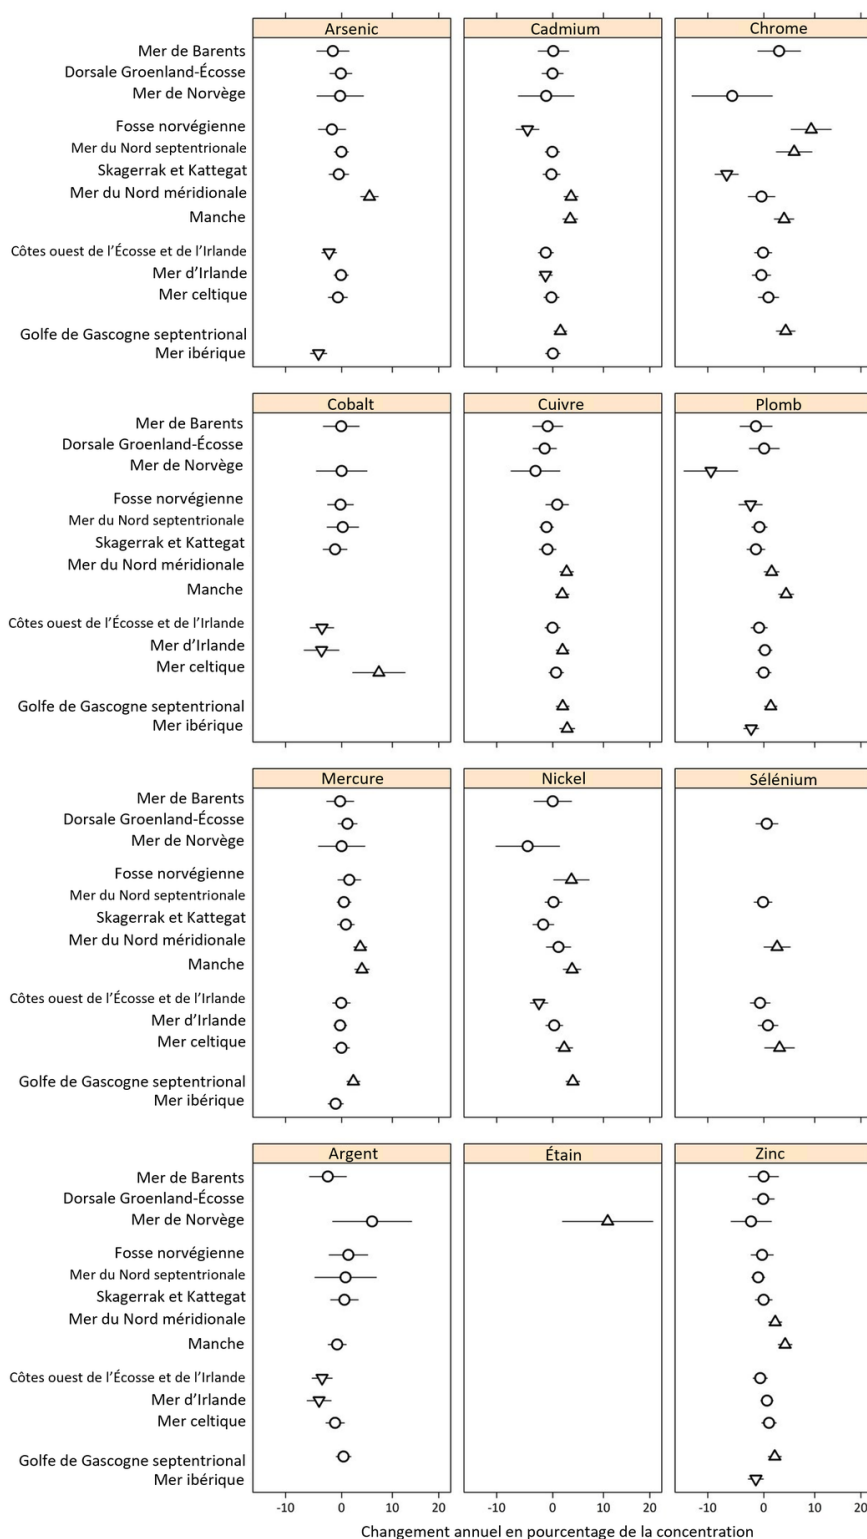 Arsenic Cadmium Chrome
Mer de Barents
Dorsale Groenland-Écosse
Mer de Norvège
Fosse norvégienne
Mer du Nord septentrionale
Skagerrak et Kattegat
Mer du Nord méridionale
Manche
Côtes ouest de l'Écosse et de l'Irlande
Mer d'Irlande
Mer celtique
Golfe de Gascogne septentrional
Mer ibérique
Cobalt Cuivre Plomb
Mer de Barents
Dorsale Groenland-Écosse
Mer de Norvège
Fosse norvégienne
Mer du Nord septentrionale
Skagerrak et Kattegat
Mer du Nord méridionale
Manche
Côtes ouest de l'Écosse et de l'Irlande
Mer d'Irlande
Mer celtique
Golfe de Gascogne septentrional
Mer ibérique
Mercure Nickel Sélénium
Mer de Barents
Dorsale Groenland-Écosse
Mer de Norvège
Fosse norvégienne
Mer du Nord septentrionale
Skagerrak et Kattegat
Mer du Nord méridionale
Manche
Côtes ouest de l'Écosse et de l'Irlande
Mer d'Irlande
Mer celtique
Golfe de Gascogne septentrional
Mer ibérique
Argent Étain Zinc
Mer de Barents
Dorsale Groenland-Écosse
Mer de Norvège
Fosse norvégienne
Mer du Nord septentrionale
Skagerrak et Kattegat
Mer du Nord méridionale
Manche
Côtes ouest de l'Écosse et de l'Irlande
Mer d'Irlande
Mer celtique
Golfe de Gascogne septentrional
Mer ibérique
-10 0 10 20 -10 0 10 20 -10 0 10 20
Changement annuel en pourcentage de la concentration